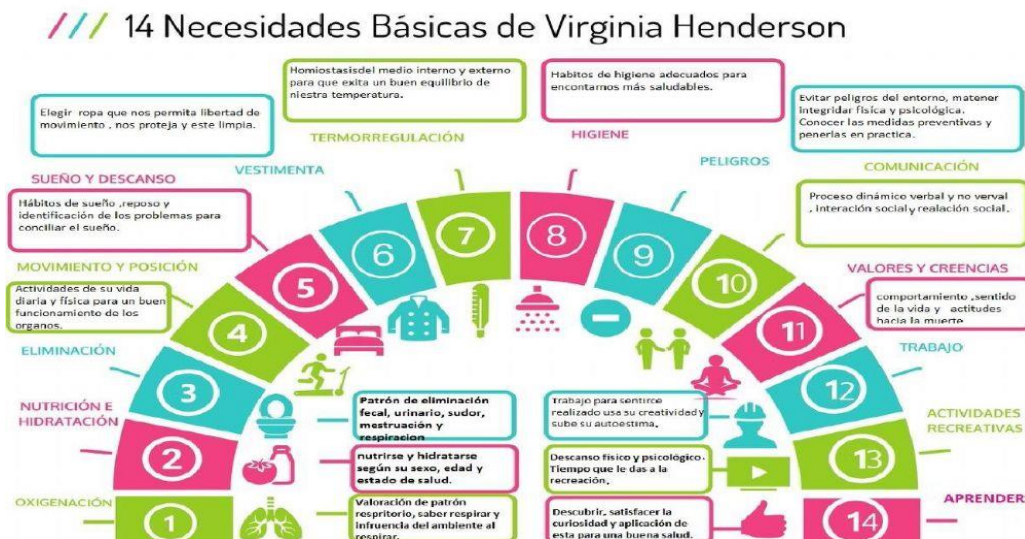 14 Necesidades Básicas de Virginia Henderson
Homiostasisdel medio interno y externo
para que exita un buen equilibrio de
niestra temperatura.
TERMORREGULACIÓN
Habitos de higiene adecuados para
encontarnos más saludables.
HIGIENE
Elegir ropa que nos permita libertad de
movimiento , nos proteja y este limpia.
VESTIMENTA
Evitar peligros del entorno, matener
integridar fisica y psicológica.
Conocer las medidas preventivas y
penerlas en practica.
PELIGROS
SUEÑO Y DESCANSO
Hábitos de sueño ,reposo y
identificación de los problemas para
conciliar el sueño.
COMUNICACIÓN
Proceso dinámico verbal y no verval
, interación social y realación social.
MOVIMIENTO Y POSICIÓN
Actividades de su vida
diaria y física para un buen
funcionamiento de los
organos.
VALORES Y CREENCIAS
comportamiento ,sentido
de la vida y actitudes
hacia la muerte
ELIMINACIÓN
Patrón de eliminación
fecal, urinario, sudor,
mestruación y
respiracion
TRABAJO
Trabajo para sentirce
realizado usa su creatividad y
sube su autoestima.
NUTRICIÓN E
HIDRATACIÓN
nutrirse y hidratarse
según su sexo, edad y
estado de salud.
ACTIVIDADES
RECREATIVAS
Descanso físico y psicológico.
Tiempo que le das a la
recreación.
OXIGENACIÓN
Valoración de patrón
respritorio, saber respirar y
infruencia del ambiente al
respirar.
APRENDER
Descubrir, satisfacer la
curiosidad y aplicación de
esta para una buena salud.
1
2
3
4
5
6
7
8
9
10
11
12
13
14